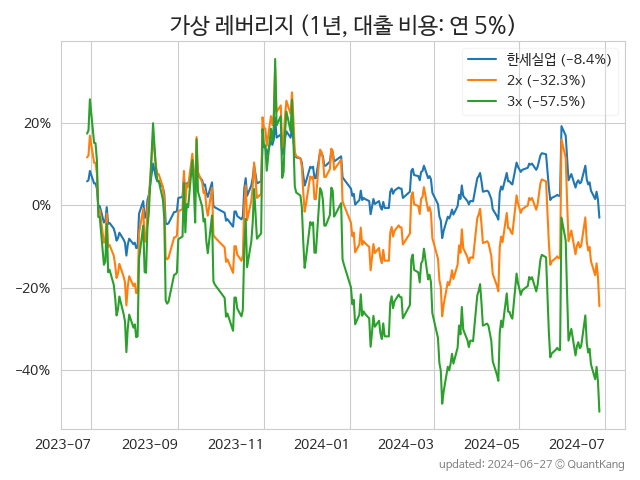 가상 레버리지 (1년, 대출 비용: 연 5%)
한세실업 (−8.4%)
2x (−32.3%)
3x (−57.5%)
20%
0%
−20%
−40%
2023-07 2023-09 2023-11 2024-01 2024-03 2024-05 2024-07
updated: 2024-06-27 © QuantKang